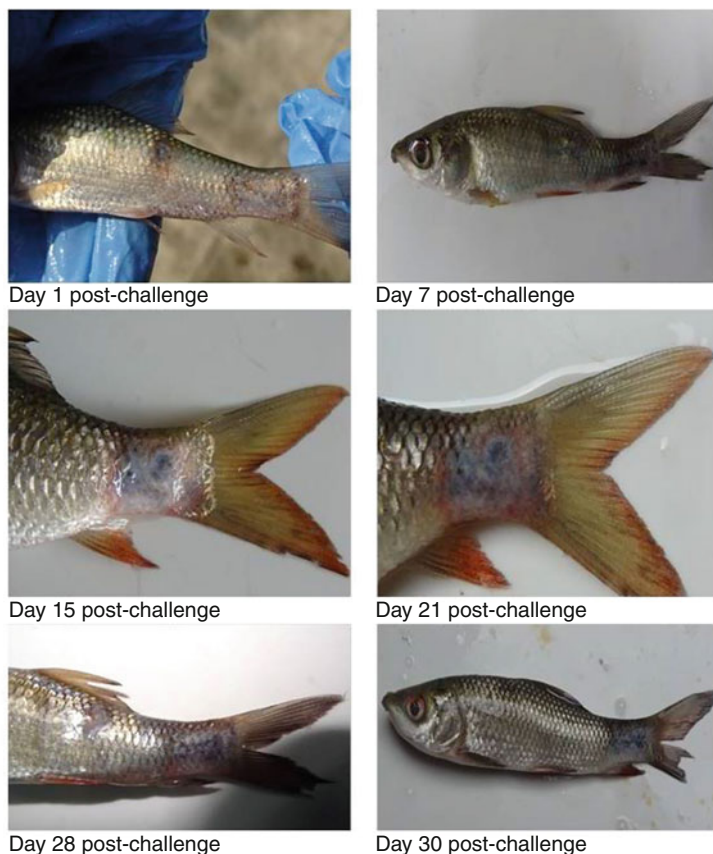 Day 1 post-challenge
Day 7 post-challenge
Day 15 post-challenge
Day 21 post-challenge
Day 28 post-challenge
Day 30 post-challenge